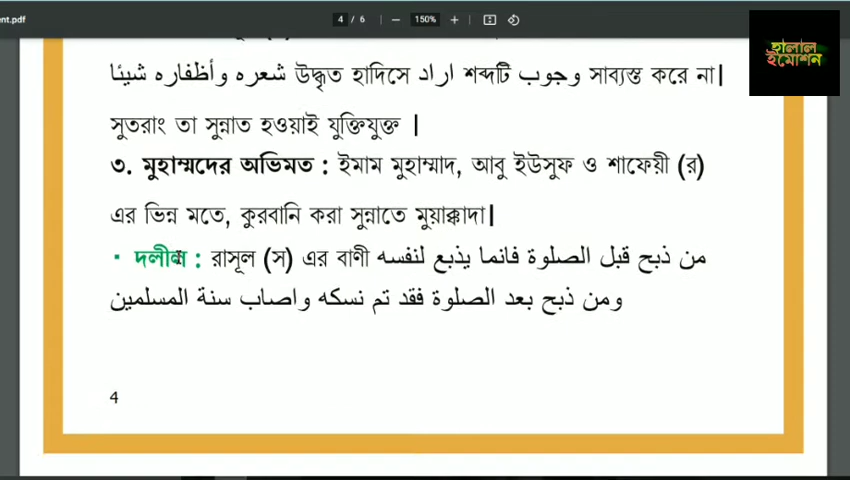 ent.pdf
4 / 6
150%
হালাল
ইমোশন
شعره وأظفاره شيئا উদ্ধৃত হাদিসে اراد শব্দটি وجوب সাব্যস্ত করে না|
সুতরাং তা সুন্নাত হওয়াই যুক্তিযুক্ত |
৩. মুহাম্মদের অভিমত : ইমাম মুহাম্মাদ, আবু ইউসুফ ও শাফেয়ী (র)
এর ভিন্ন মতে, কুরবানি করা সুন্নাতে মুয়াক্কাদা|
· দলীল : রাসূল (স) এর বাণী من ذبح قبل الصلوة فانما يذبع لنفسه
ومن ذبح بعد الصلوة فقد تم نسكه واصاب سنة المسلمين
4